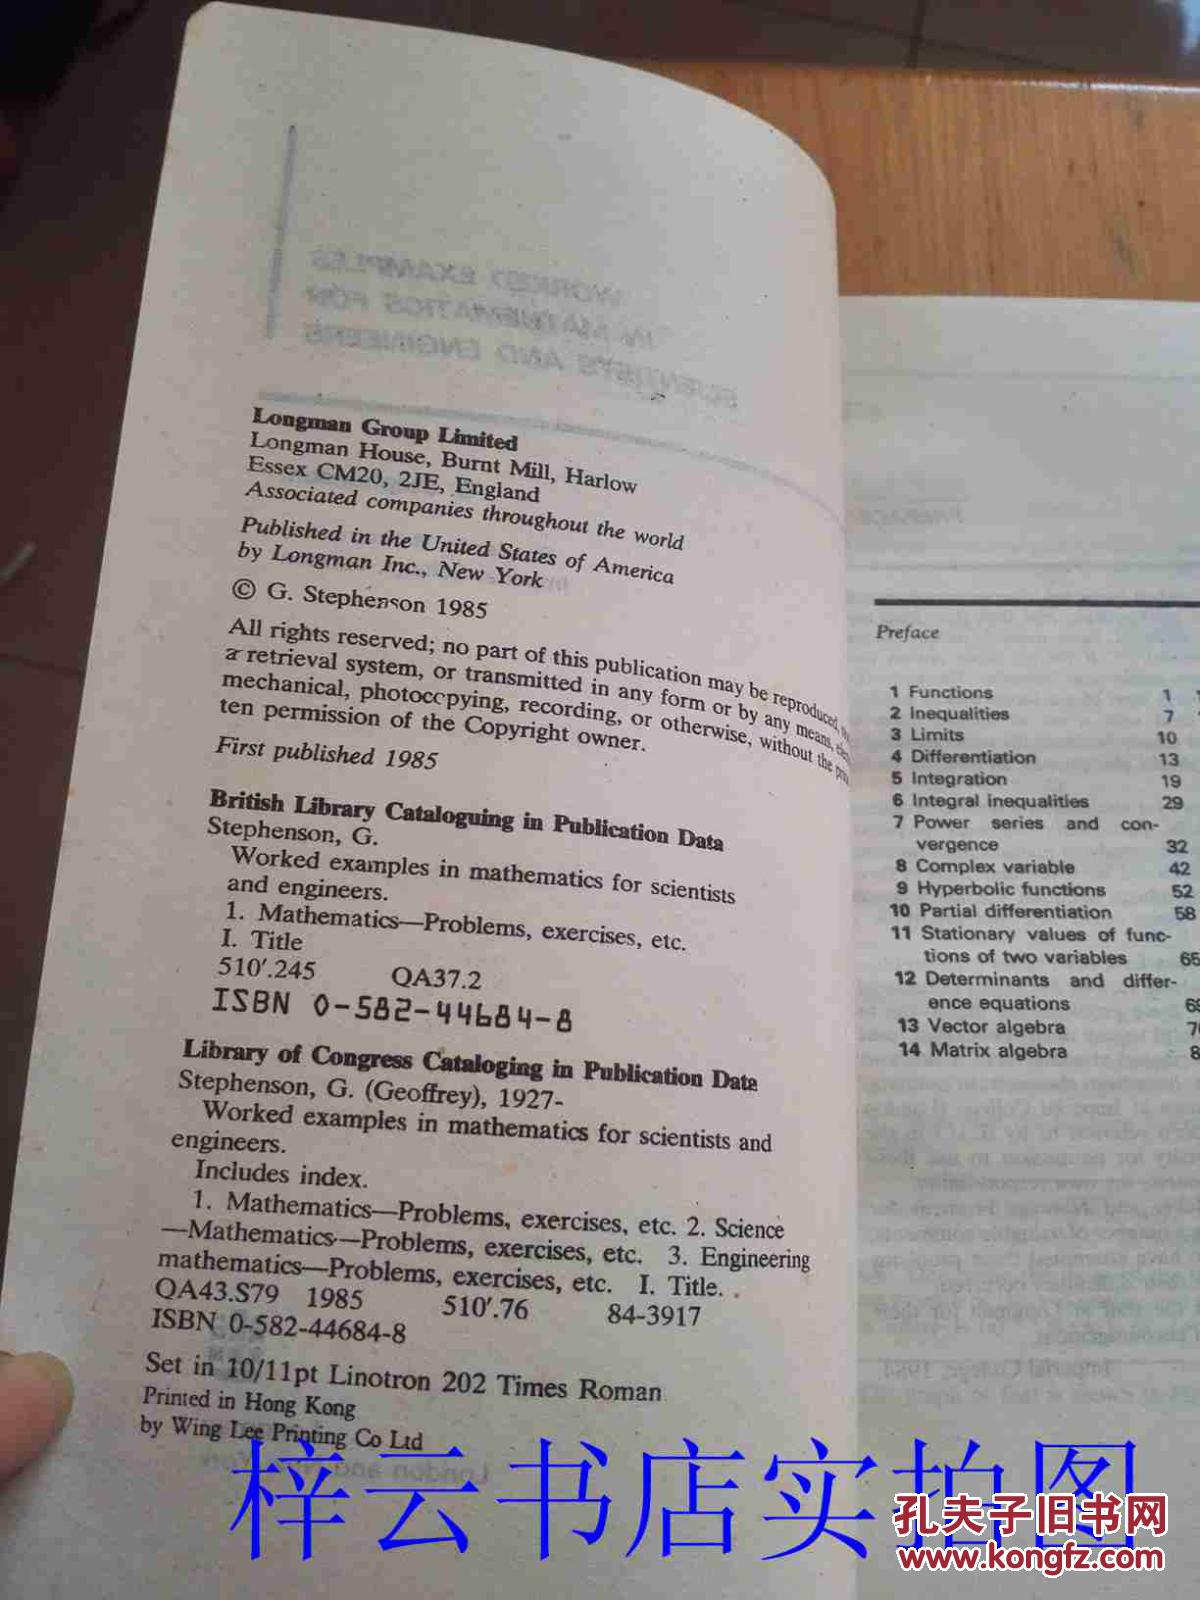 Longman Group Limited
Longman House, Burnt Mill, Harlow
Essex CM20, 2JE, England
Associated companies throughout the world
Published in the United States of America
by Longman Inc., New York
© G. Stephenson 1985
All rights reserved; no part of this publication may be reproduced,
a retrieval system, or transmitted in any form or by any means,
mechanical, photocopying, recording, or otherwise, without the
ten permission of the Copyright owner.
First published 1985
British Library Cataloguing in Publication Data
Stephenson, G.
Worked examples in mathematics for scientists
and engineers.
1. Mathematics—Problems, exercises, etc.
I. Title
510′.245 QA37.2
ISBN 0-582-44684-8
Library of Congress Cataloging in Publication Data
Stephenson, G. (Geoffrey), 1927-
Worked examples in mathematics for scientists and
engineers.
Includes index.
1. Mathematics—Problems, exercises, etc. 2. Science
—Mathematics—Problems, exercises, etc. 3. Engineering
mathematics—Problems, exercises, etc. I. Title.
QA43.S79 1985 510′.76 84-3917
ISBN 0-582-44684-8
Set in 10/11pt Linotron 202 Times Roman
Printed in Hong Kong
by Wing Lee Printing Co Ltd
Preface
1 Functions 1
2 Inequalities 7
3 Limits 10
4 Differentiation 13
5 Integration 19
6 Integral inequalities 29
7 Power series and con-
vergence 32
8 Complex variable 42
9 Hyperbolic functions 52
10 Partial differentiation 58
11 Stationary values of func-
tions of two variables 65
12 Determinants and differ-
ence equations
13 Vector algebra
14 Matrix algebra
梓云书店实拍图
孔夫子旧书网
www.kongfz.com